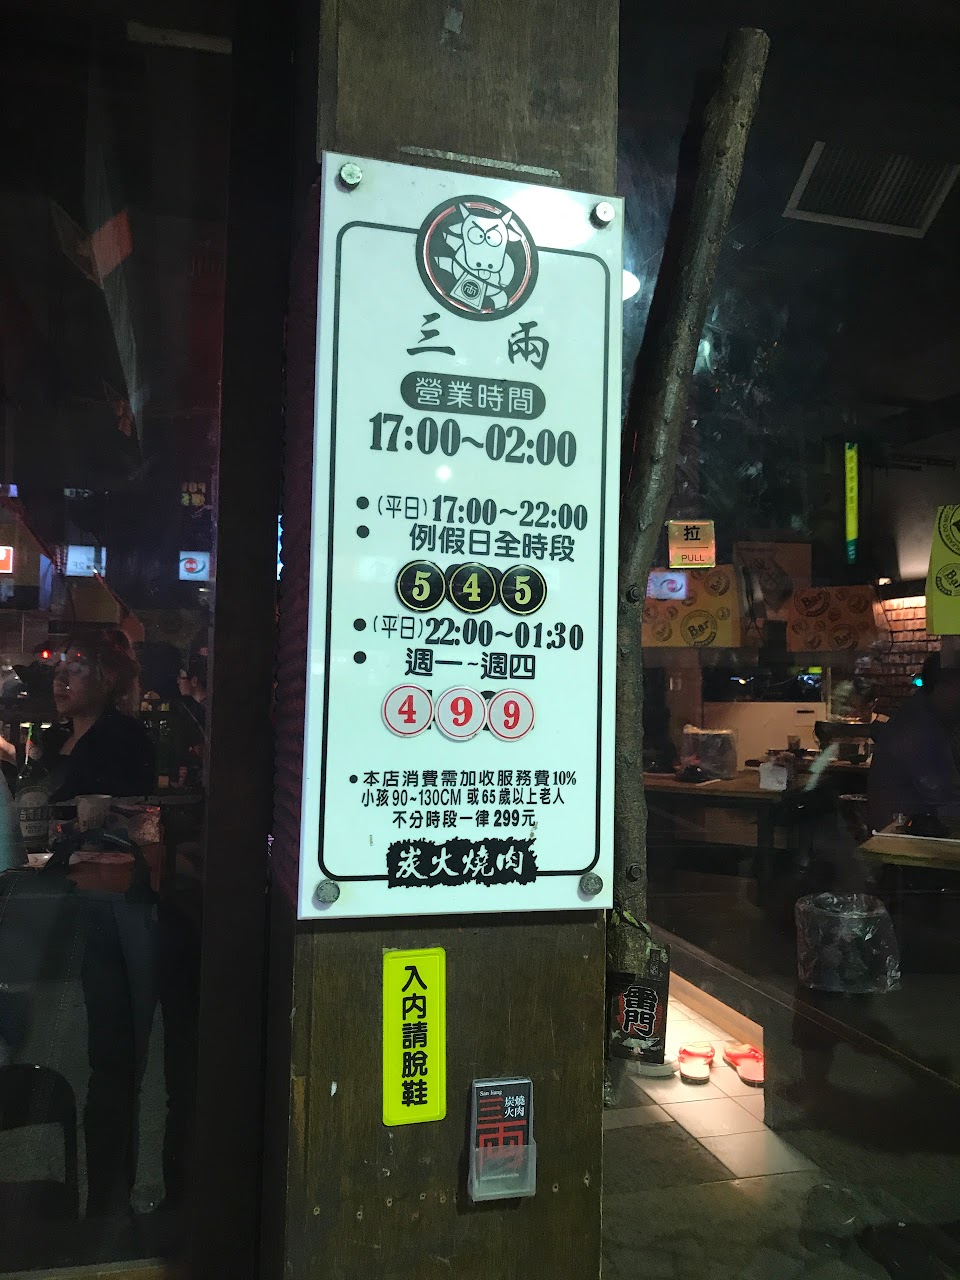 三 兩
營業時間
17:00~02:00
•(平日)17:00~22:00
• 例假日全時段
545
•(平日)22:00~01:30
• 週一~週四
499
•本店消費需加收服務費10%
小孩90~130CM 或65歲以上老人
不分時段一律299元
炭火燒肉
入內請脫鞋
炭火燒肉
三兩
拉
PULL
Bar
雷門